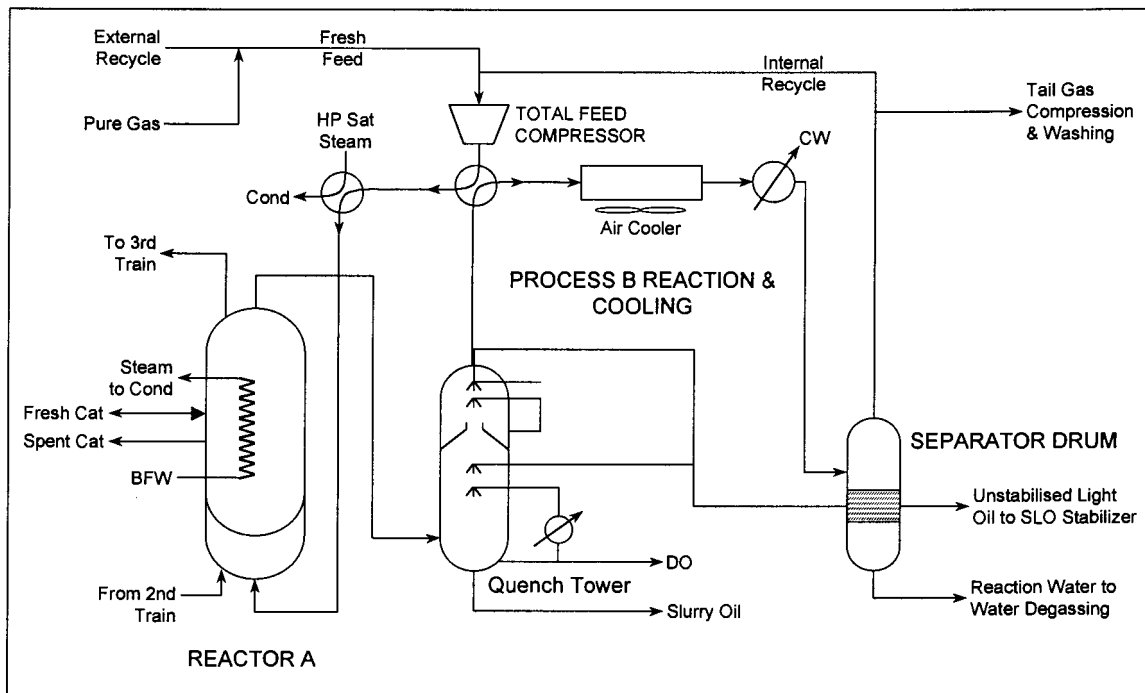 External
Recycle
Fresh
Feed
Internal
Recycle
Tail Gas
Compression
& Washing
Pure Gas
HP Sat
Steam
TOTAL FEED
COMPRESSOR
CW
Cond
Air Cooler
To 3rd
Train
PROCESS B REACTION &
COOLING
Steam
to Cond
Fresh Cat
Spent Cat
BFW
SEPARATOR DRUM
Unstabilised Light
Oil to SLO Stabilizer
DO
Quench Tower
From 2nd
Train
Slurry Oil
Reaction Water to
Water Degassing
REACTOR A